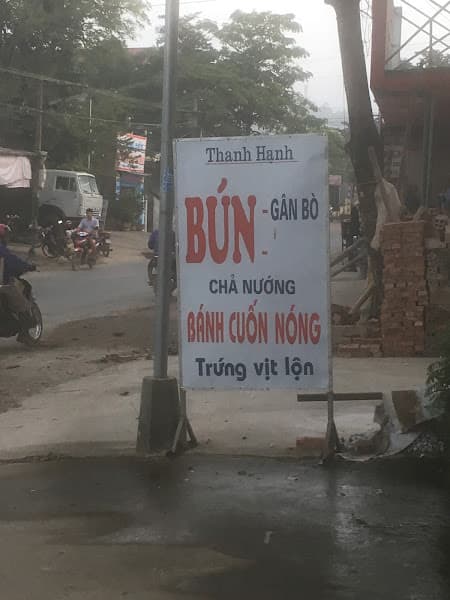 Thanh Hạnh
BÚN - GÂN BÒ
-
CHẢ NƯỚNG
BÁNH CUỐN NÓNG
Trứng vịt lộn